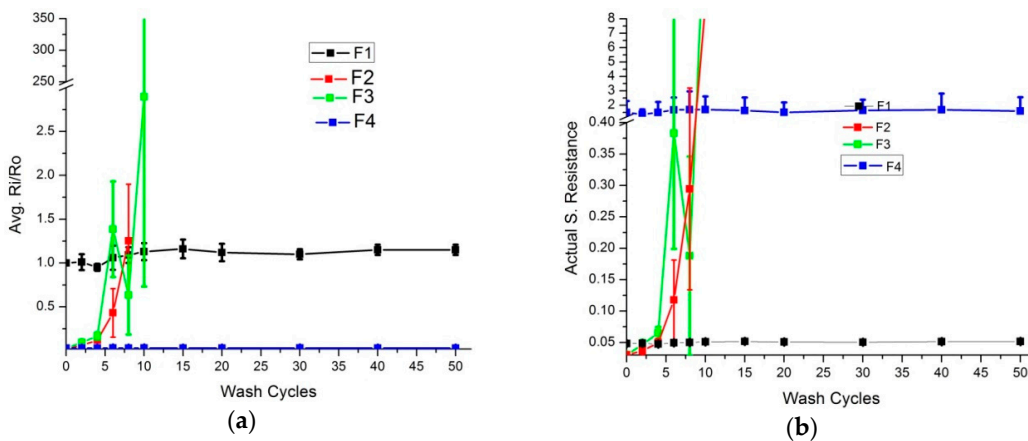 350
300
250
2.5
2.0
1.5
1.0
0.5
Avg. Ri/Ro
F1
F2
F3
F4
0 5 10 15 20 25 30 35 40 45 50
Wash Cycles
(a)
8
7
6
5
4
3
2
1
0.40
0.35
0.30
0.25
0.20
0.15
0.10
0.05
Actual S. Resistance
F1
F2
F3
F4
0 5 10 15 20 25 30 35 40 45 50
Wash Cycles
(b)